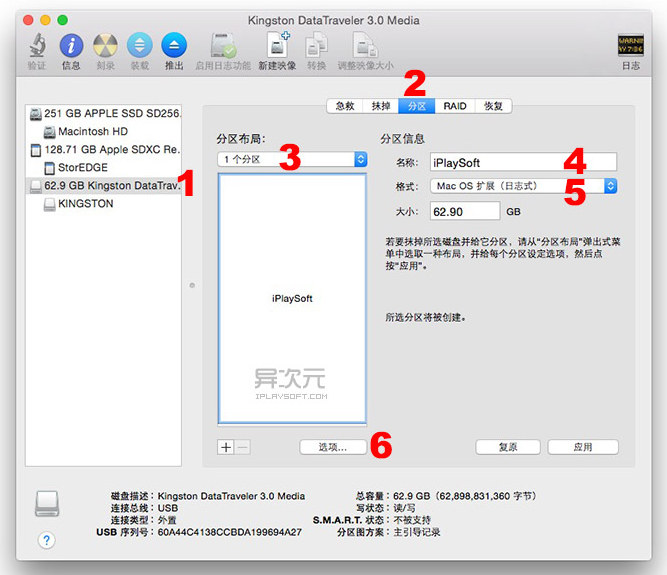 Kingston DataTraveler 3.0 Media
验证 信息 刻录 装载 推出 启用日志功能 新建映像 转换 调整映像大小 日志
WARNIN
W 7:36
2
急救 抹掉 分区 RAID 恢复
251 GB APPLE SSD SD256...
Macintosh HD
128.71 GB Apple SDXC Re...
StorEDGE
62.9 GB Kingston DataTrav...
1
KINGSTON
分区布局：
1 个分区
3
iPlaySoft
异次元
IPLAYSOFT.COM
分区信息
名称： iPlaySoft
4
格式： Mac OS 扩展（日志式）
5
大小： 62.90 GB
若要抹掉所选磁盘并给它分区，请从“分区布局”弹出式菜
单中选取一种布局，并给每个分区设定选项，然后点
按“应用”。
所选分区将被创建。
+ − 选项...
6
复原 应用
磁盘描述：Kingston DataTraveler 3.0 Media
连接总线：USB
连接类型：外置
USB 序列号：60A44C4138CCBDA199694A27
总容量：62.9 GB（62,898,831,360 字节）
写状态：读/写
S.M.A.R.T. 状态：不被支持
分区图方案：主引导记录
?